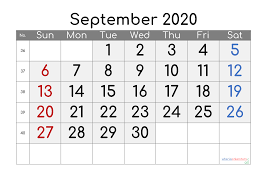 September 2020
No Sun Mon Tue Wed Thu Fri Sat
36 1 2 3 4 5
37 6 7 8 9 10 11 12
38 13 14 15 16 17 18 19
39 20 21 22 23 24 25 26
40 27 28 29 30